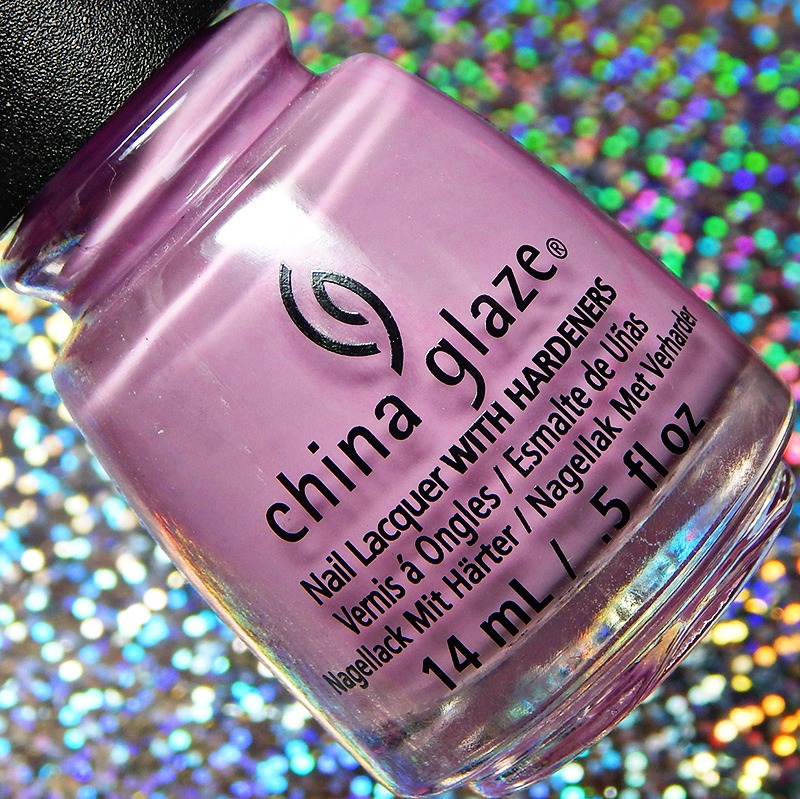 china glaze®
Nail Lacquer WITH HARDENERS
Vernis á Ongles / Esmalte de Uñas
Nagellack Mit Härter / Nagellak Met Verharder
14 mL / .5 fl oz